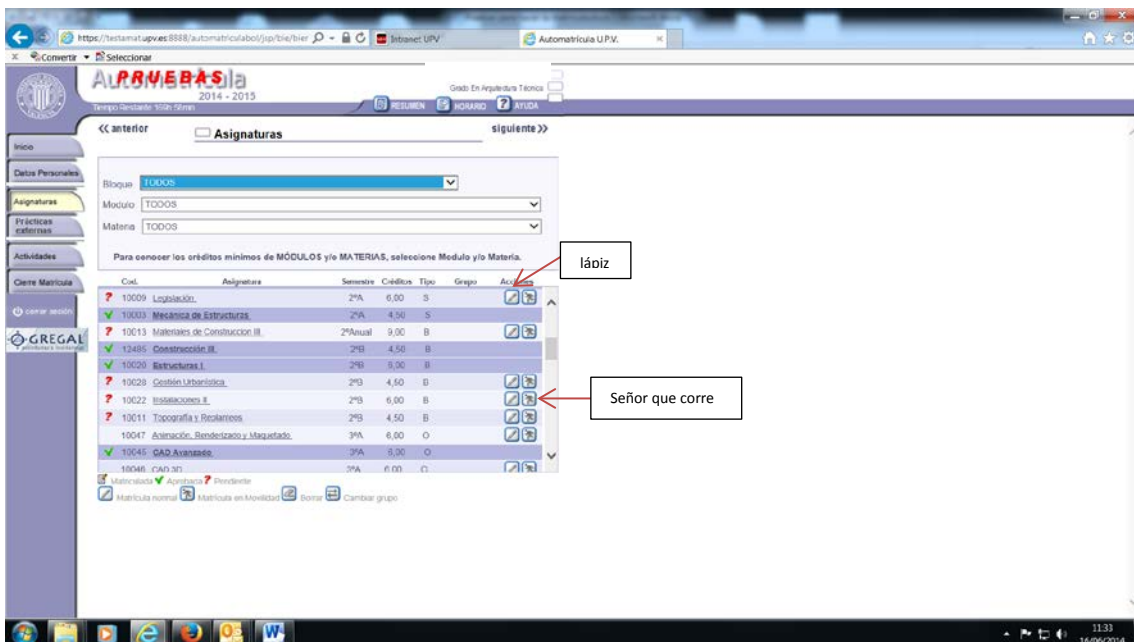 https://testamat.upv.es:8888/automatriculabol/jsp/bie/bier
Intranet UPV
Automatrícula U.P.V.
Convertir
Seleccionar
Automatrícula
PRUEBAS
2014 - 2015
Grado En Arquitectura Técnica
Tiempo Restante
RESUMEN
HORARIO
AYUDA
<< anterior
Asignaturas
siguiente >>
Inicio
Datos Personales
Asignaturas
Prácticas externas
Actividades
Cierre Matrícula
cerrar sesión
GREGAL
Bloque TODOS
Modulo TODOS
Materia TODOS
Para conocer los créditos mínimos de MÓDULOS y/o MATERIAS, seleccione Modulo y/o Materia.
lápiz
Cod. Asignatura Semestre Créditos Tipo Grupo Acciones
? 10009 Legislación. 2ºA 6,00 S
10003 Mecánica de Estructuras. 2ºA 4,50 S
? 10013 Materiales de Construccion III. 2ºAnual 9,00 B
12485 Construcción III. 2ºB 4,50 B
10020 Estructuras I. 2ºB 6,00 B
? 10028 Gestión Urbanística. 2ºB 4,50 B
? 10022 Instalaciones II. 2ºB 6,00 B
? 10011 Topografía y Replanteos. 2ºB 4,50 B
10047 Animación, Renderizado y Maquetado. 3ºA 6,00 O
10045 CAD Avanzado. 3ºA 6,00 O
10046 CAD 3D
Señor que corre
Matriculada Aprobada ? Pendiente
Matrícula normal Matrícula en Movilidad Borrar Cambiar grupo
11:33
16/06/2014